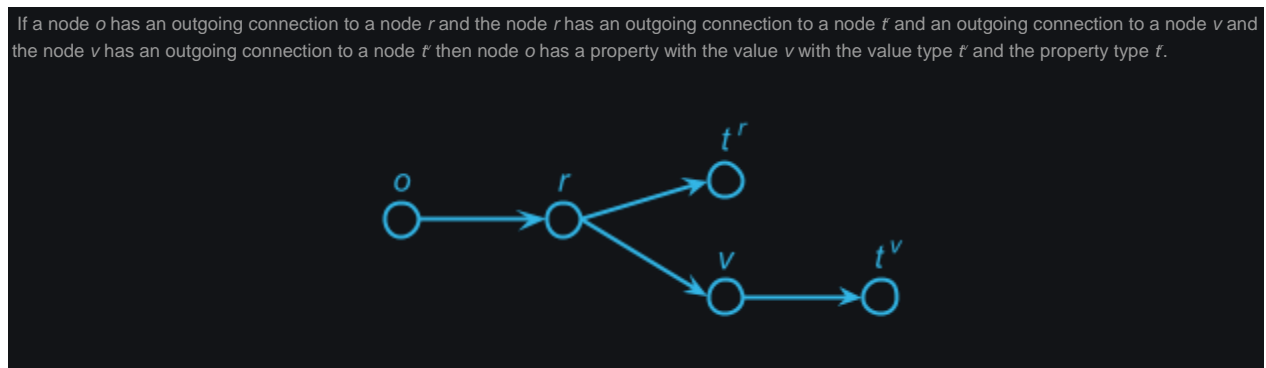 If a node o has an outgoing connection to a node r and the node r has an outgoing connection to a node tʳ and an outgoing connection to a node v and
the node v has an outgoing connection to a node tᵛ then node o has a property with the value v with the value type tᵛ and the property type tʳ.
t^r
o
r
v
t^v